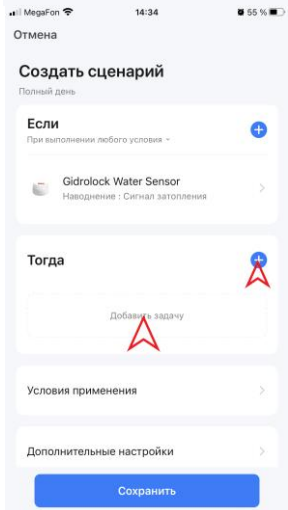 MegaFon 14:34 55 %
Отмена
Создать сценарий
Полный день
Если
При выполнении любого условия
Gidrolock Water Sensor
Наводнение : Сигнал затопления
Тогда
Добавить задачу
Условия применения
Дополнительные настройки
Сохранить